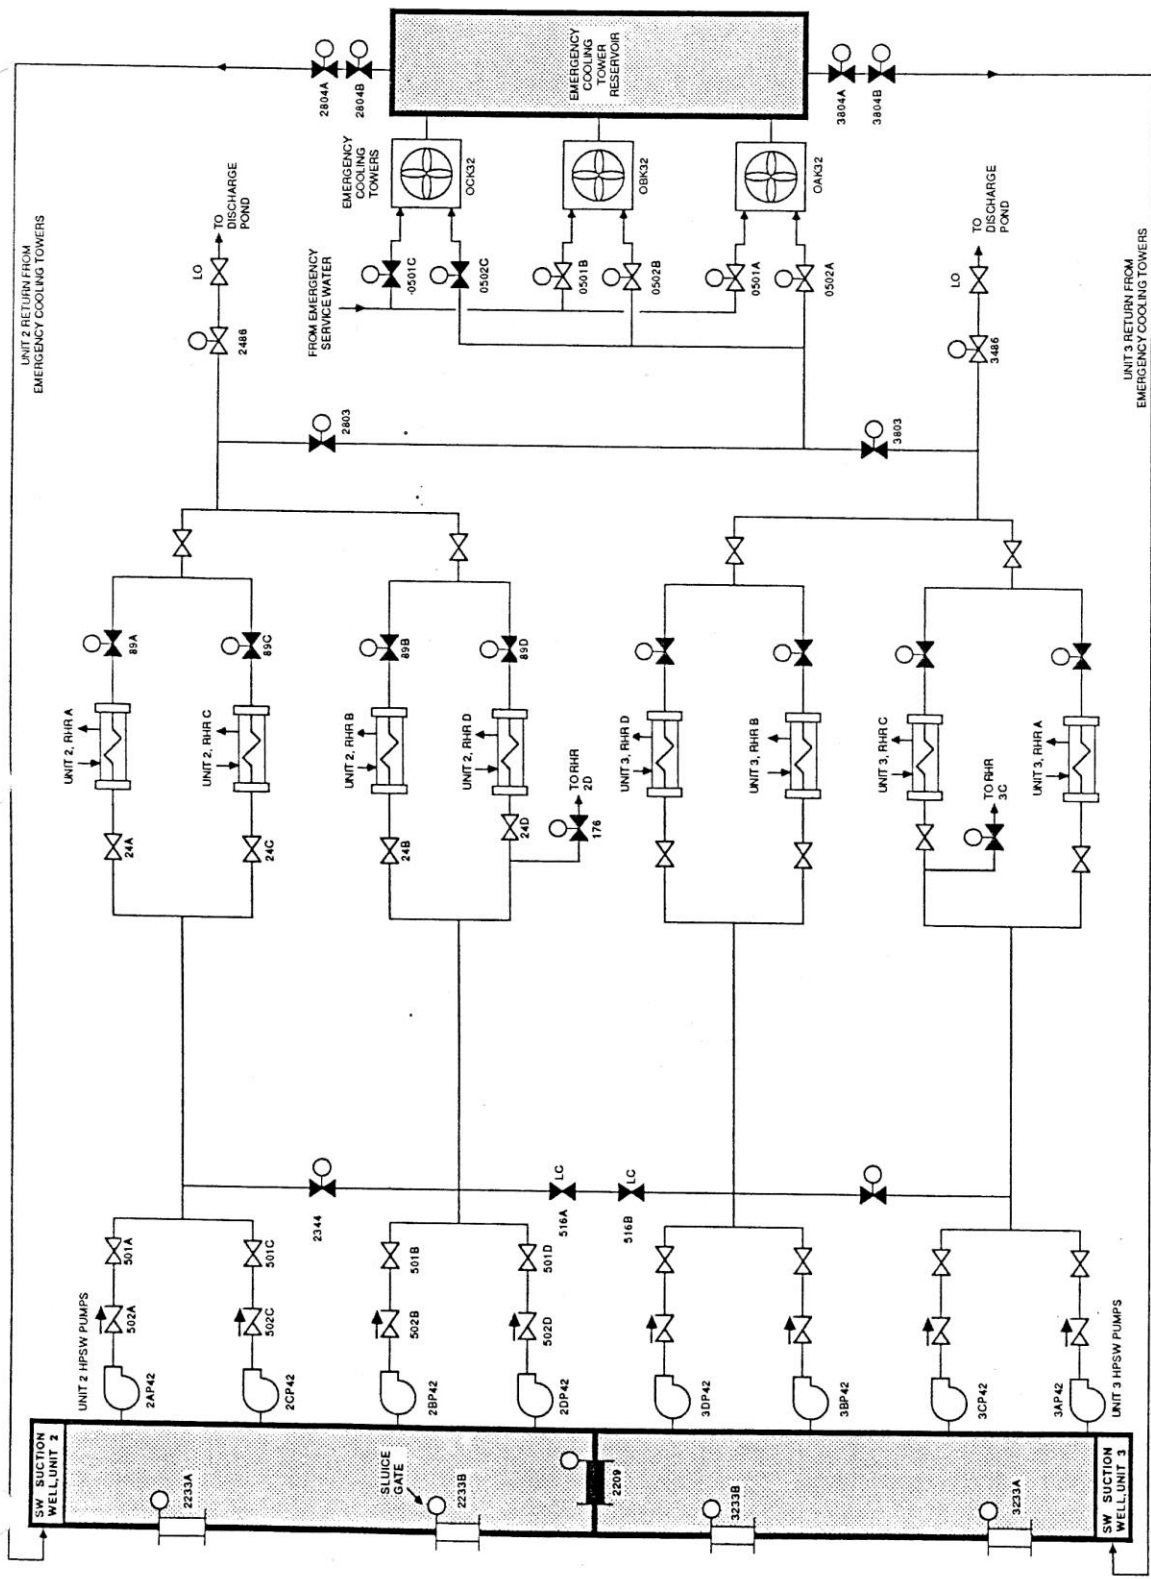 UNIT 2 RETURN FROM
EMERGENCY COOLING TOWERS
2804A
2804B
EMERGENCY
COOLING
TOWER
RESERVOIR
3804A
3804B
UNIT 3 RETURN FROM
EMERGENCY COOLING TOWERS
EMERGENCY
COOLING
TOWERS
OCK32
OBK32
OAK32
TO
DISCHARGE
POND
LO
2486
FROM EMERGENCY
SERVICE WATER
-0501C
0502C
0501B
0502B
0501A
0502A
TO
DISCHARGE
POND
LO
3486
2803
3803
89A
89C
89B
89D
UNIT 2, RHR A
UNIT 2, RHR C
UNIT 2, RHR B
UNIT 2, RHR D
UNIT 3, RHR D
UNIT 3, RHR B
UNIT 3, RHR C
UNIT 3, RHR A
24A
24C
24B
24D
TO RHR
2D
176
TO RHR
3C
2344
LC
516A
LC
516B
501A
501C
501B
501D
502A
502C
502B
502D
UNIT 2 HPSW PUMPS
2AP42
2CP42
2BP42
2DP42
3DP42
3BP42
3CP42
3AP42
UNIT 3 HPSW PUMPS
SW SUCTION
WELL, UNIT 2
2233A
SLUICE
GATE
2233B
2209
3233B
3233A
SW SUCTION
WELL, UNIT 3